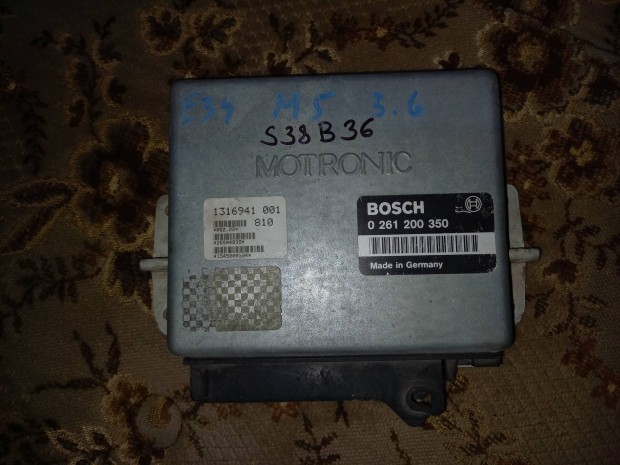 E34 M5 3.6
S38B36
MOTRONIC
1316941 001
810
BOSCH
0 261 200 350
Made in Germany